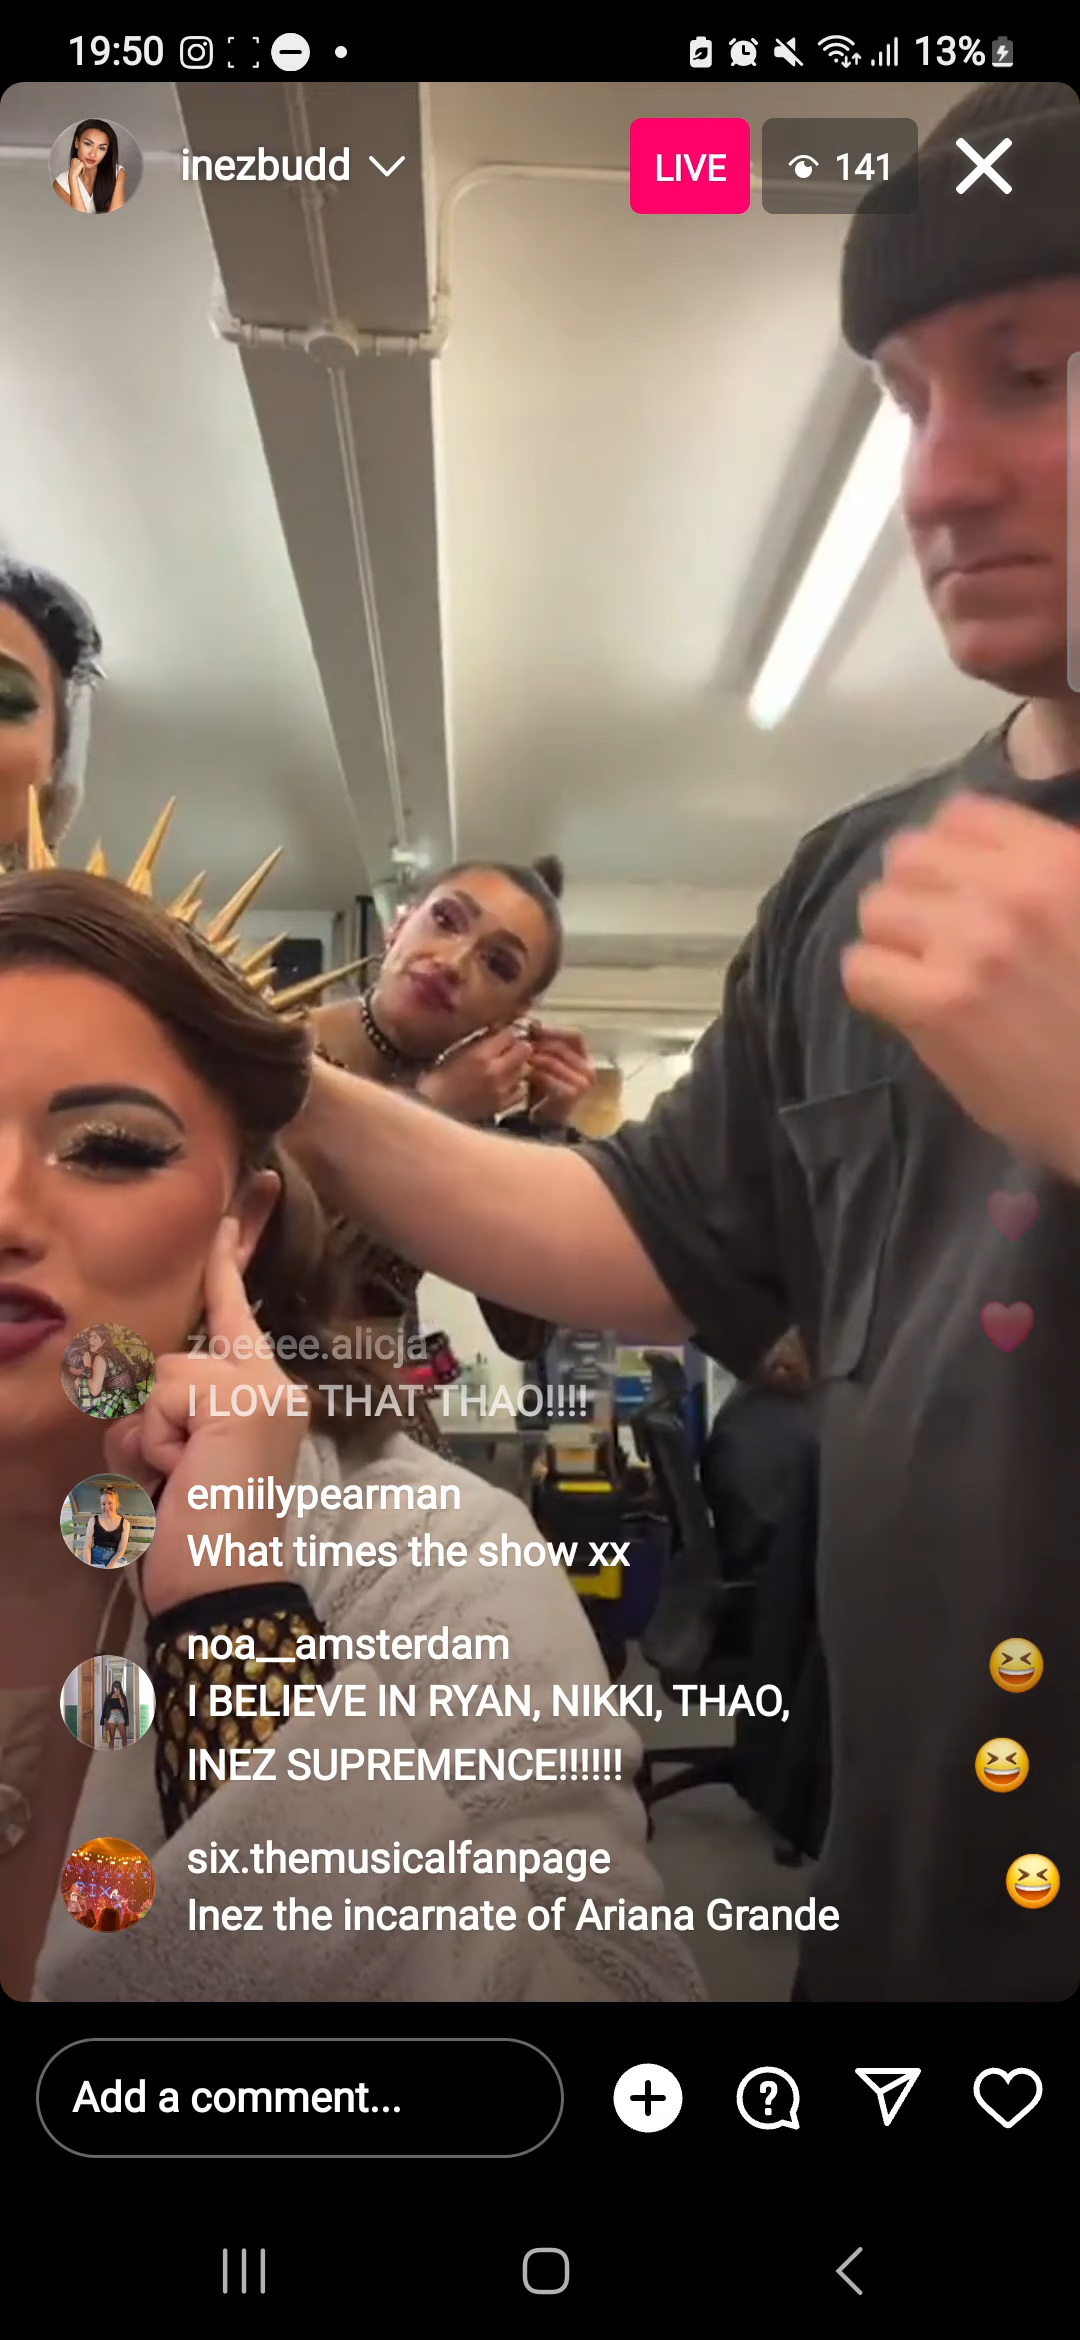 19:50
13%
inezbudd
LIVE
141
zoeeee.alicja
I LOVE THAT THAO!!!!
emiilypearman
What times the show xx
noa__amsterdam
I BELIEVE IN RYAN, NIKKI, THAO,
INEZ SUPREMENCE!!!!!!
SIX
six.themusicalfanpage
Inez the incarnate of Ariana Grande
Add a comment...